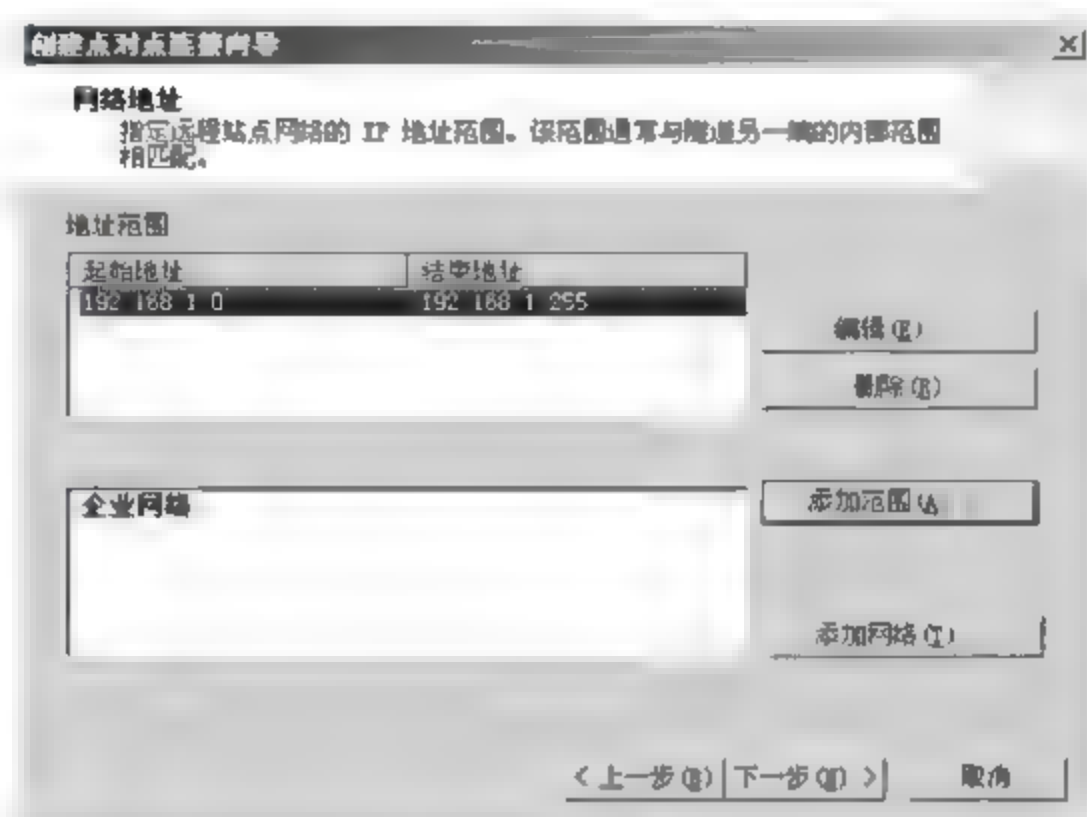 创建点对点连接向导
网络地址
指定远程站点网络的 IP 地址范围。该范围通常与隧道另一端的内部范围
相匹配。
地址范围
起始地址 结束地址
192 168 1 0 192 168 1 255
编辑(E)
删除(R)
企业网络
添加范围(A
添加网络(T)
< 上一步(B) 下一步(N) > 取消